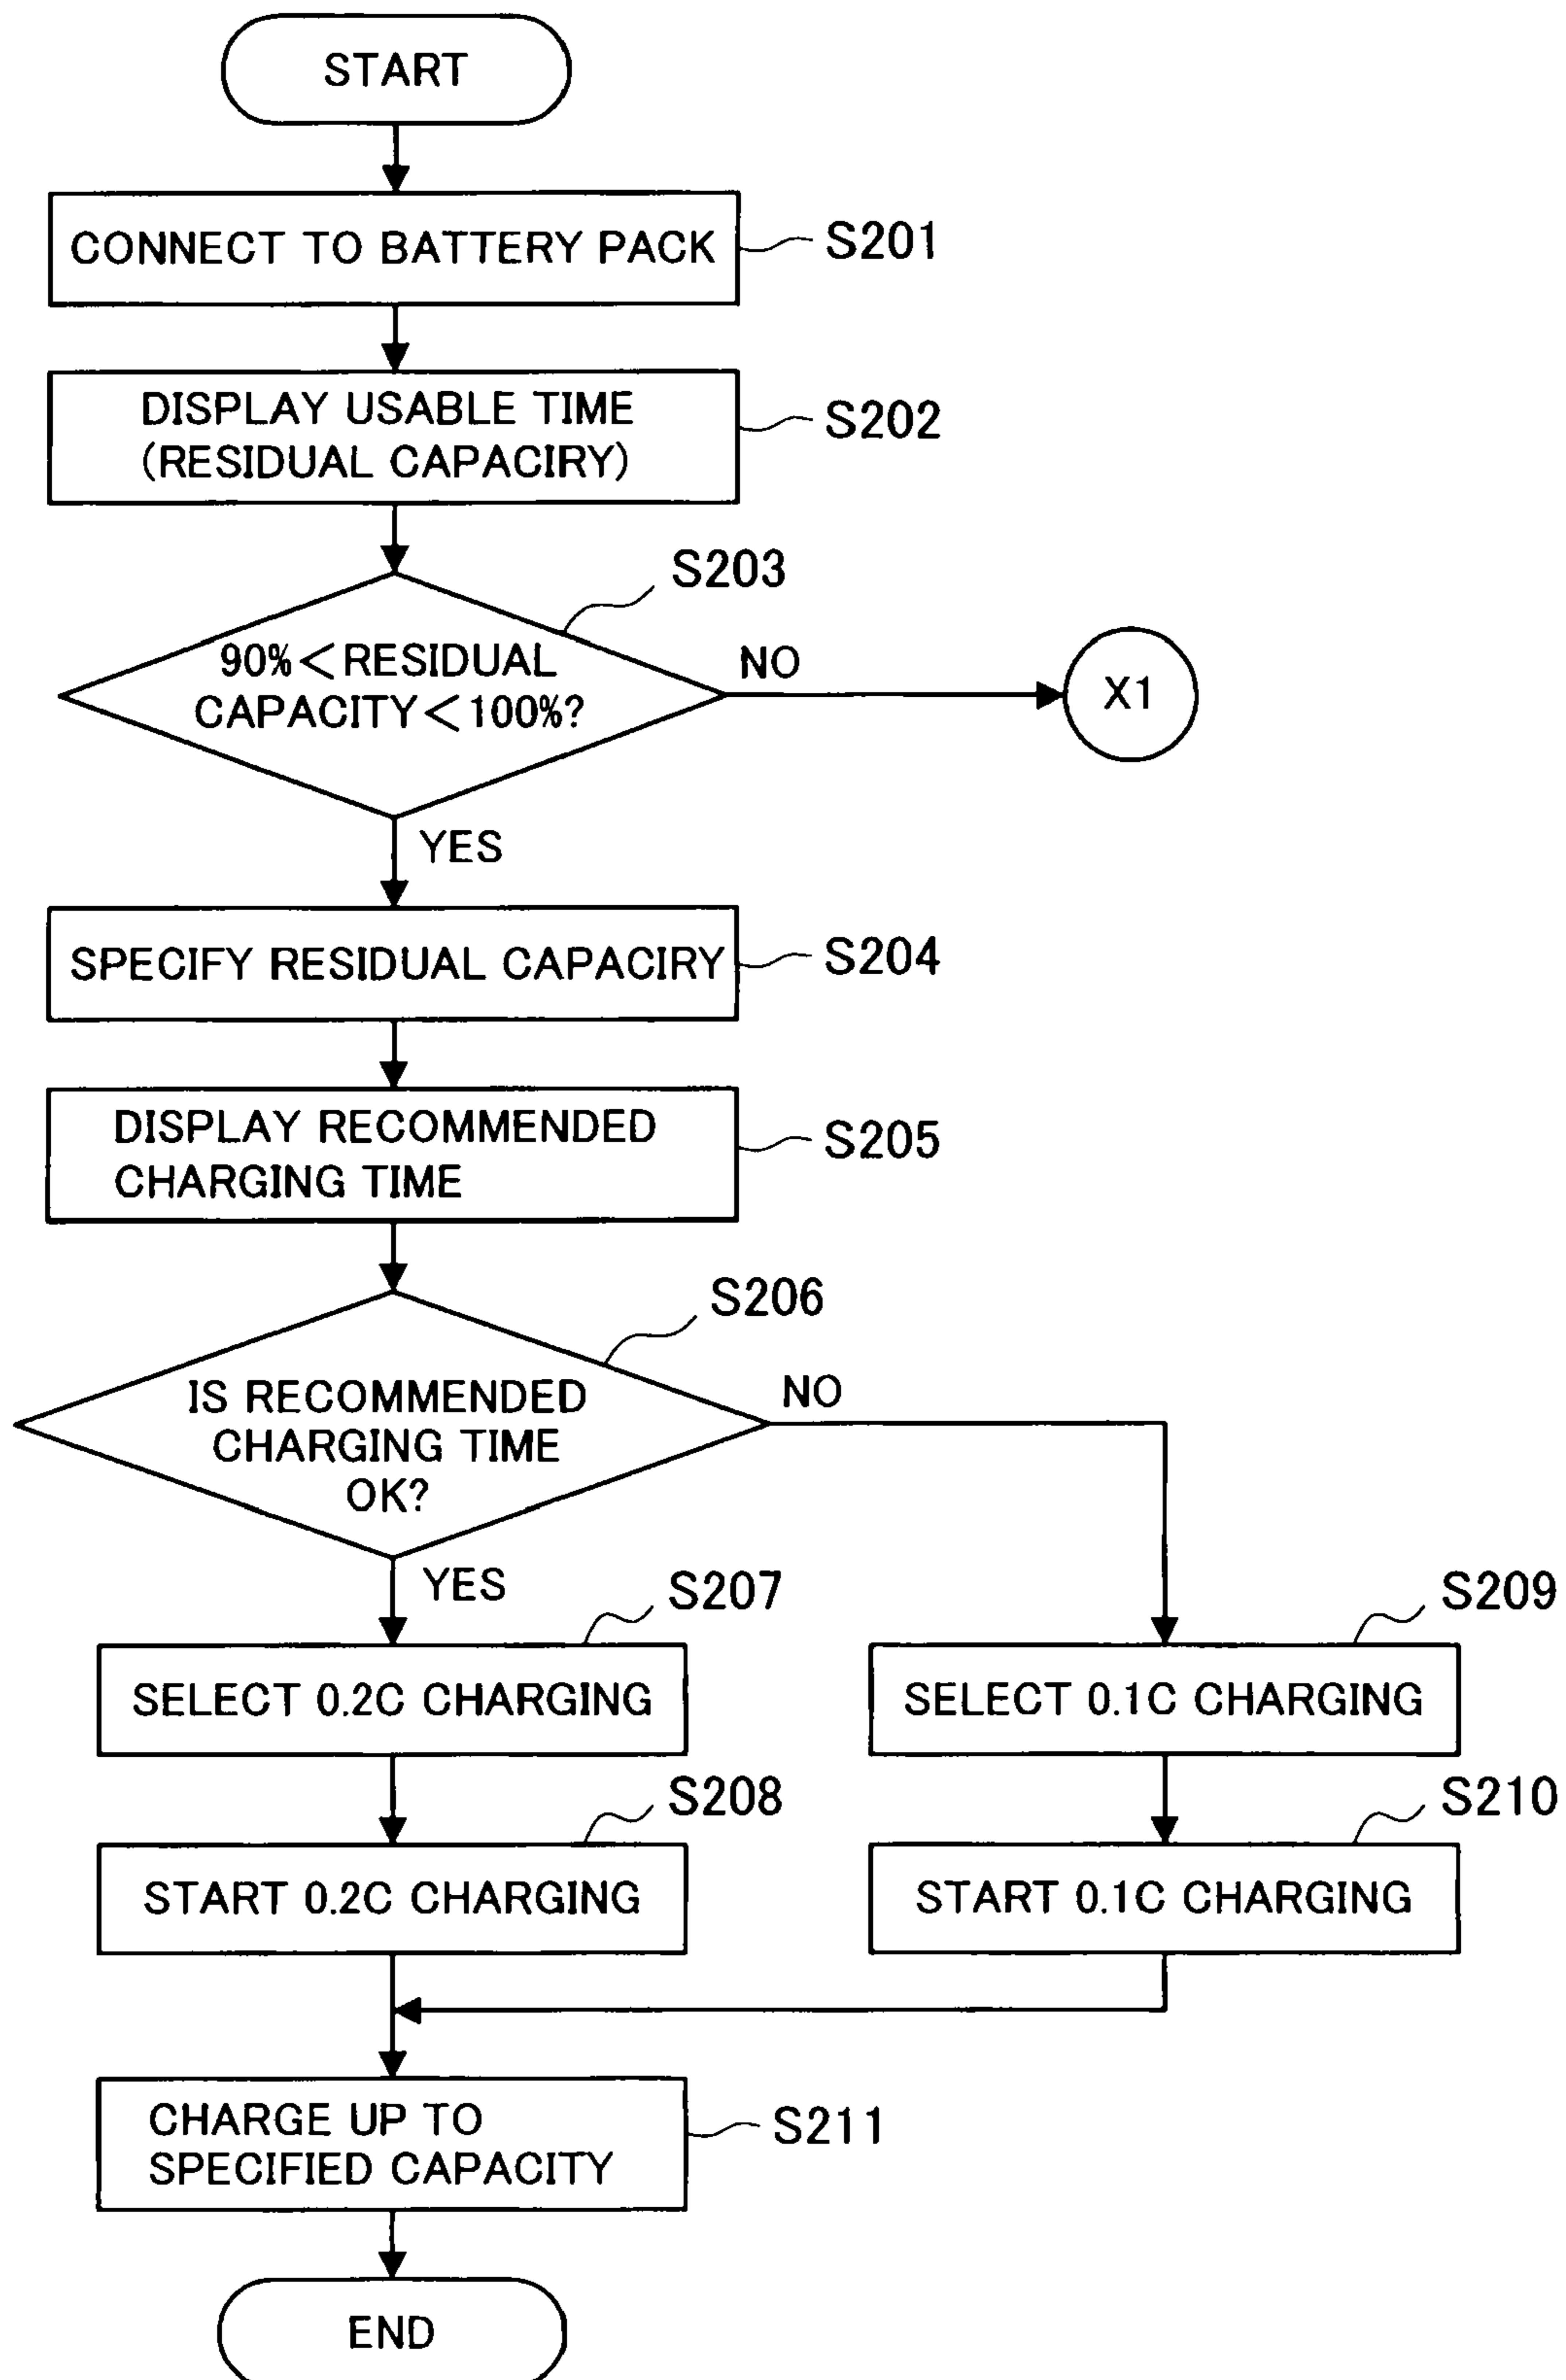 START
CONNECT TO BATTERY PACK
S201
DISPLAY USABLE TIME
(RESIDUAL CAPACIRY)
S202
S203
90%<RESIDUAL
CAPACITY<100%?
NO
X1
YES
SPECIFY RESIDUAL CAPACIRY
S204
DISPLAY RECOMMENDED
CHARGING TIME
S205
S206
IS RECOMMENDED
CHARGING TIME
OK?
NO
YES
S207
SELECT 0.2C CHARGING
S209
SELECT 0.1C CHARGING
S208
START 0.2C CHARGING
S210
START 0.1C CHARGING
CHARGE UP TO
SPECIFIED CAPACITY
S211
END